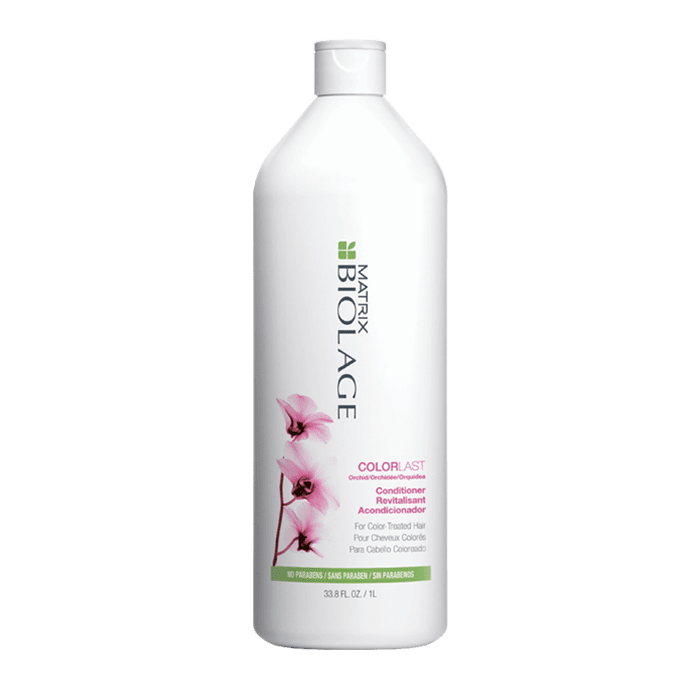 MATRIX
BIOLAGE
COLORLAST
Orchid/Orchidée/Orquídea
Conditioner
Revitalisant
Acondicionador
For Color-Treated Hair
Pour Cheveux Colorés
Para Cabello Coloreado
NO PARABENS / SANS PARABEN / SIN PARABENOS
33.8 FL. OZ. / 1L